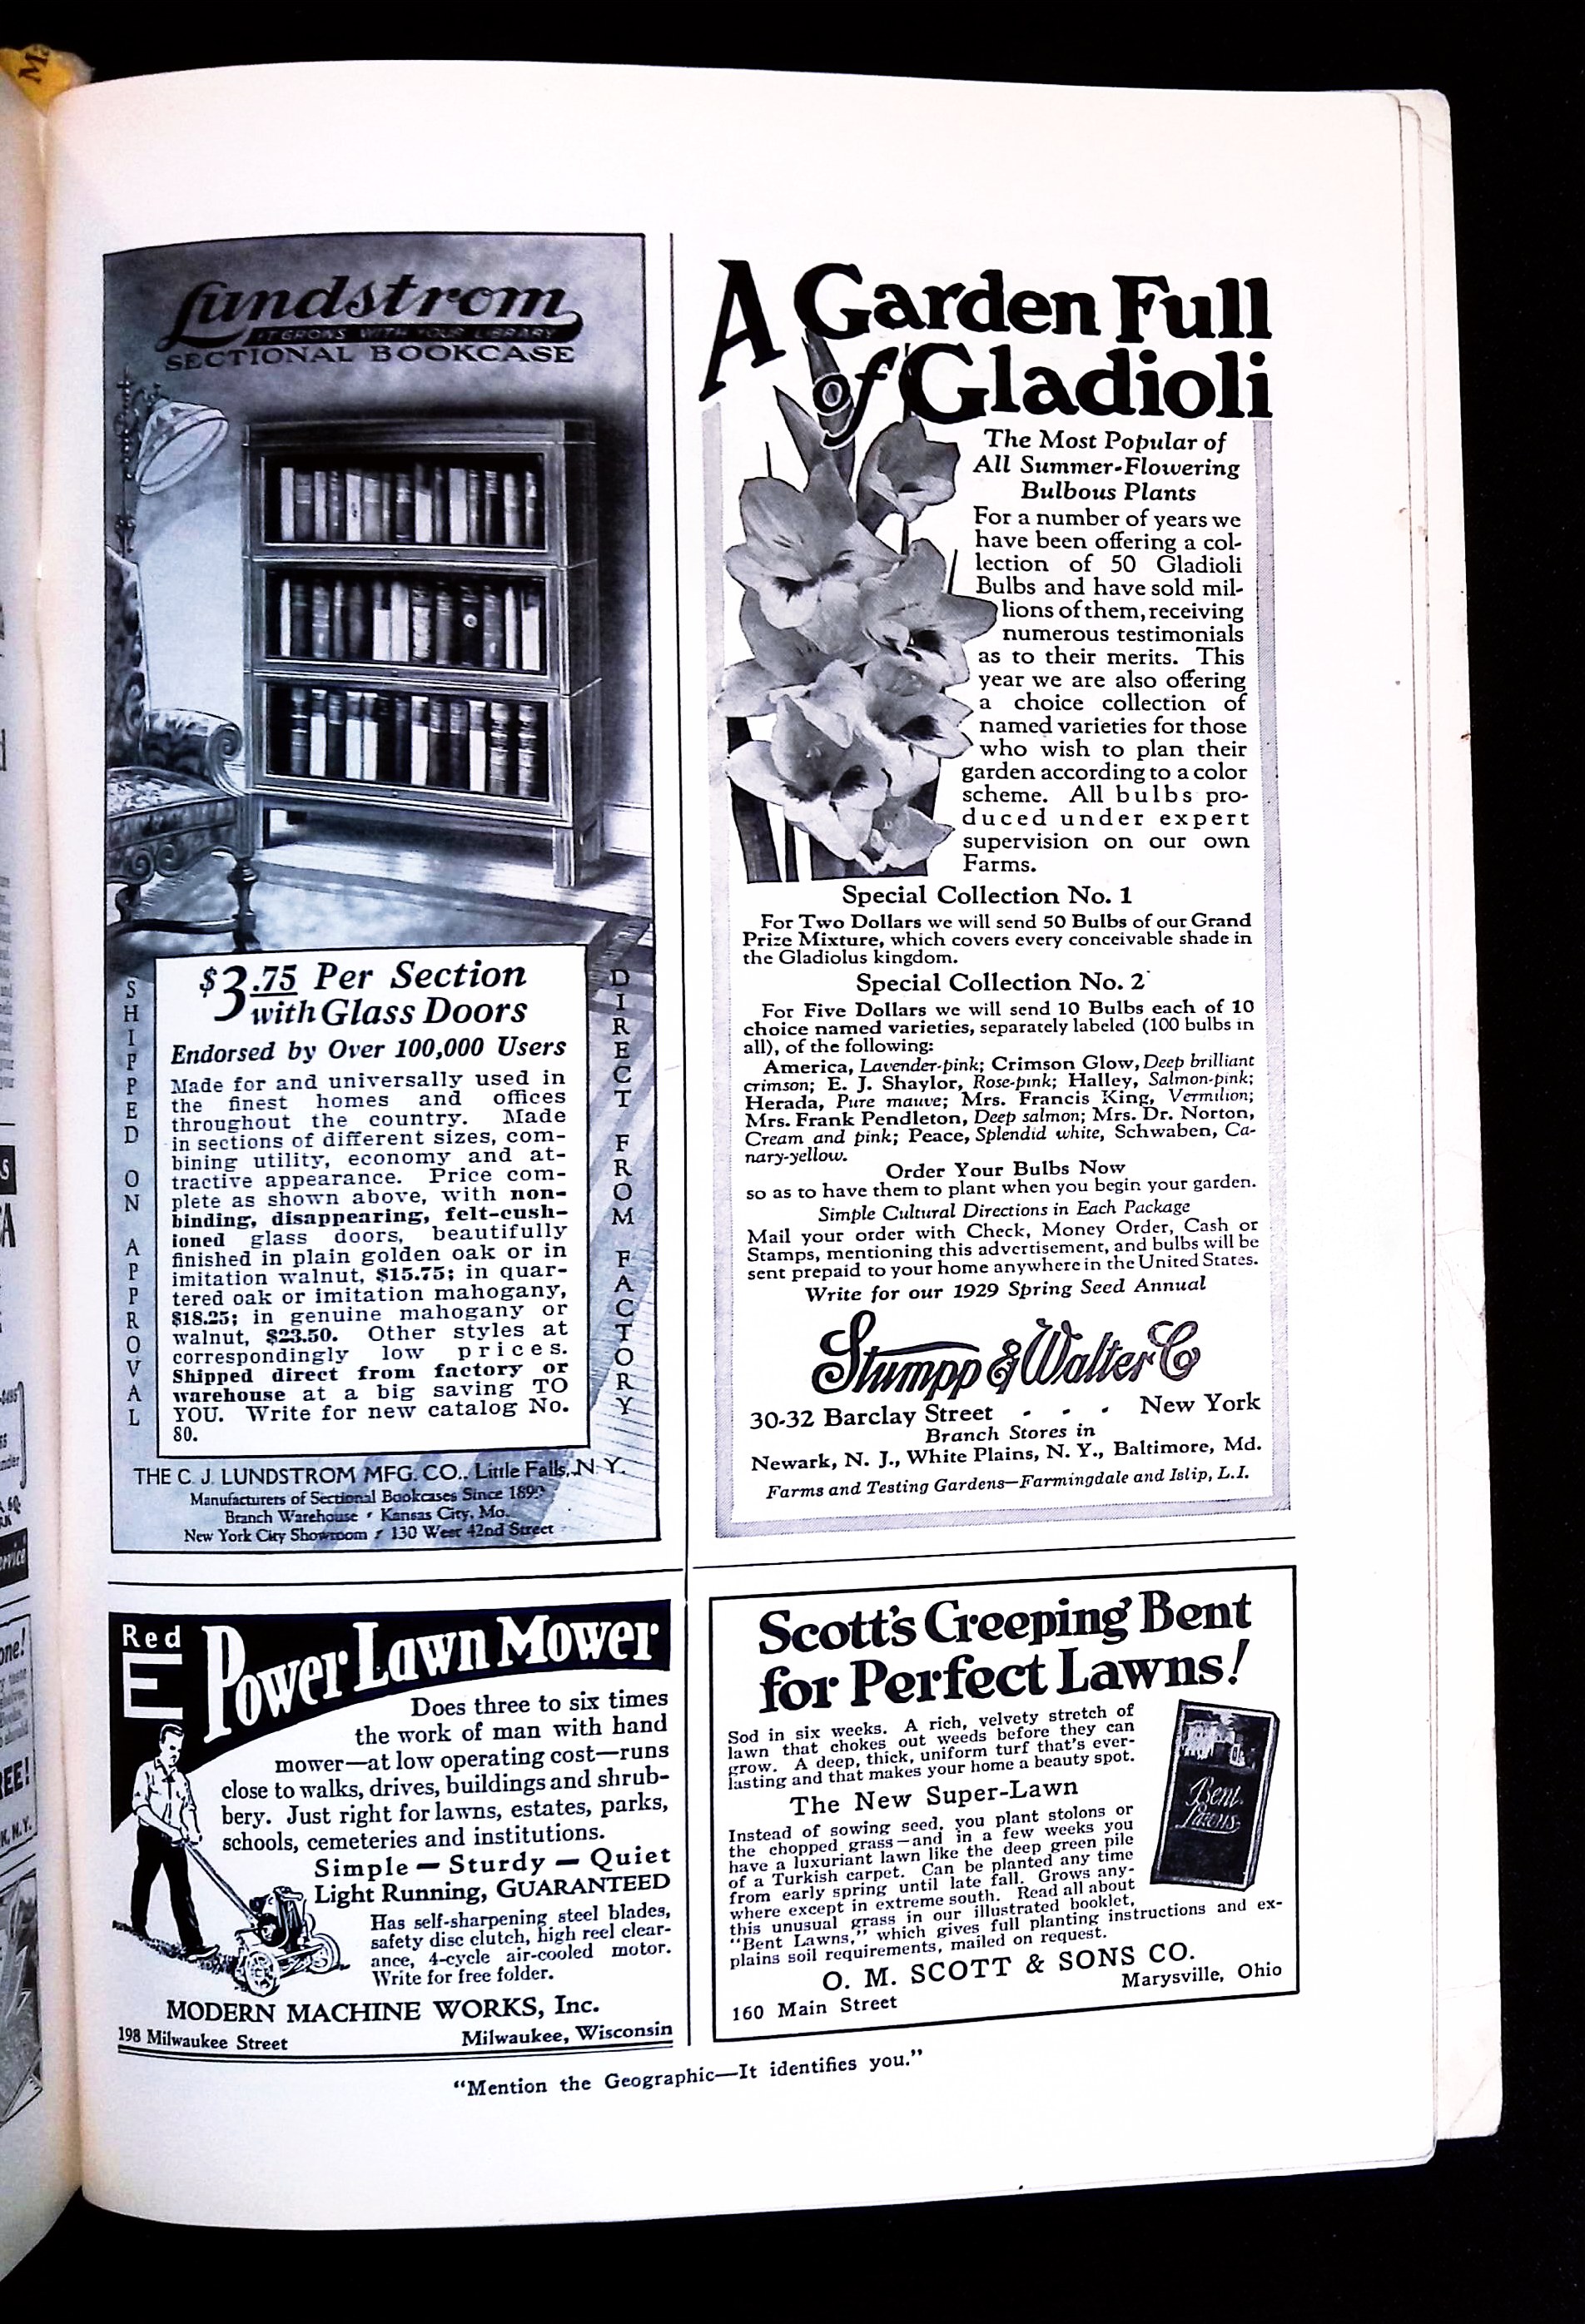 Lundstrom
IT GROWS WITH YOUR LIBRARY
SECTIONAL BOOKCASE
$3.75 Per Section
with Glass Doors
Endorsed by Over 100,000 Users
Made for and universally used in
the finest homes and offices
throughout the country. Made
in sections of different sizes, com-
bining utility, economy and at-
tractive appearance. Price com-
plete as shown above, with non-
binding, disappearing, felt-cush-
ioned glass doors, beautifully
finished in plain golden oak or in
imitation walnut, $15.75; in quar-
tered oak or imitation mahogany,
$18.25; in genuine mahogany or
walnut, $23.50. Other styles at
correspondingly low prices.
Shipped direct from factory or
warehouse at a big saving TO
YOU. Write for new catalog No.
80.
SHIPPED ON APPROVAL
DIRECT FROM FACTORY
THE C. J. LUNDSTROM MFG. CO., Little Falls, N. Y.
Manufacturers of Sectional Bookcases Since
Branch Warehouse · Kansas City, Mo.
New York City Showroom · 130 West 42nd Street
A Garden Full
of Gladioli
The Most Popular of
All Summer-Flowering
Bulbous Plants
For a number of years we
have been offering a col-
lection of 50 Gladioli
Bulbs and have sold mil-
lions of them, receiving
numerous testimonials
as to their merits. This
year we are also offering
a choice collection of
named varieties for those
who wish to plan their
garden according to a color
scheme. All bulbs pro-
duced under expert
supervision on our own
Farms.
Special Collection No. 1
For Two Dollars we will send 50 Bulbs of our Grand
Prize Mixture, which covers every conceivable shade in
the Gladiolus kingdom.
Special Collection No. 2
For Five Dollars we will send 10 Bulbs each of 10
choice named varieties, separately labeled (100 bulbs in
all), of the following:
America, Lavender-pink; Crimson Glow, Deep brilliant
crimson; E. J. Shaylor, Rose-pink; Halley, Salmon-pink;
Herada, Pure mauve; Mrs. Francis King, Vermilion;
Mrs. Frank Pendleton, Deep salmon; Mrs. Dr. Norton,
Cream and pink; Peace, Splendid white, Schwaben, Ca-
nary-yellow.
Order Your Bulbs Now
so as to have them to plant when you begin your garden.
Simple Cultural Directions in Each Package
Mail your order with Check, Money Order, Cash or
Stamps, mentioning this advertisement, and bulbs will be
sent prepaid to your home anywhere in the United States.
Write for our 1929 Spring Seed Annual
Stumpp & Walter Co
30-32 Barclay Street - - - New York
Branch Stores in
Newark, N. J., White Plains, N. Y., Baltimore, Md.
Farms and Testing Gardens—Farmingdale and Islip, L.I.
Red
E
Power Lawn Mower
Does three to six times
the work of man with hand
mower—at low operating cost—runs
close to walks, drives, buildings and shrub-
bery. Just right for lawns, estates, parks,
schools, cemeteries and institutions.
Simple — Sturdy — Quiet
Light Running, GUARANTEED
Has self-sharpening steel blades,
safety disc clutch, high reel clear-
ance, 4-cycle air-cooled motor.
Write for free folder.
MODERN MACHINE WORKS, Inc.
198 Milwaukee Street Milwaukee, Wisconsin
Scott's Creeping Bent
for Perfect Lawns!
Sod in six weeks. A rich, velvety stretch of
lawn that chokes out weeds before they can
grow. A deep, thick, uniform turf that's ever-
lasting and that makes your home a beauty spot.
The New Super-Lawn
Instead of sowing seed, you plant stolons or
the chopped grass—and in a few weeks you
have a luxuriant lawn like the deep green pile
of a Turkish carpet. Can be planted any time
from early spring until late fall. Grows any-
where except in extreme south. Read all about
this unusual grass in our illustrated booklet,
"Bent Lawns," which gives full planting instructions and ex-
plains soil requirements, mailed on request.
Bent
Lawns
O. M. SCOTT & SONS CO.
160 Main Street Marysville, Ohio
"Mention the Geographic—It identifies you."